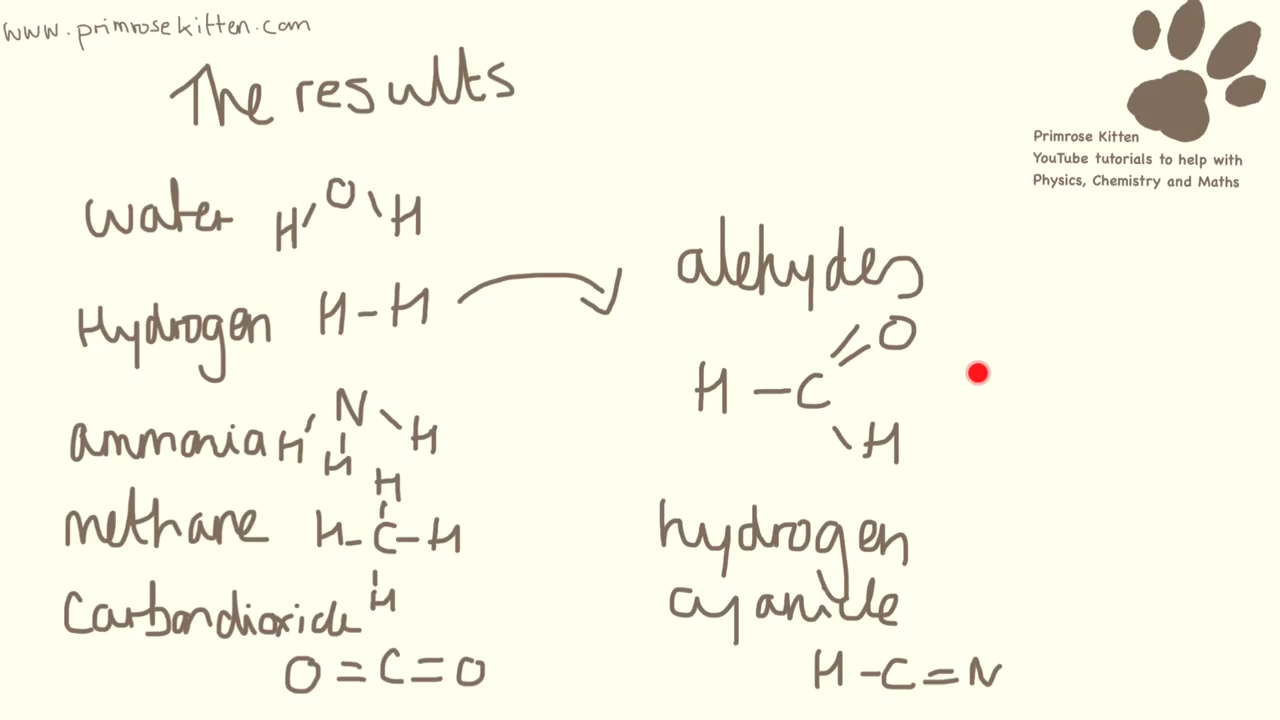 www.primrosekitten.com
The results
Primrose Kitten
YouTube tutorials to help with
Physics, Chemistry and Maths
water H O H
Hydrogen H-H
ammonia H N H
H
methane H-C-H
H
H
Carbondioxide
O=C=O
alehydes
O
H-C
H
hydrogen
cyanide
H-C=N